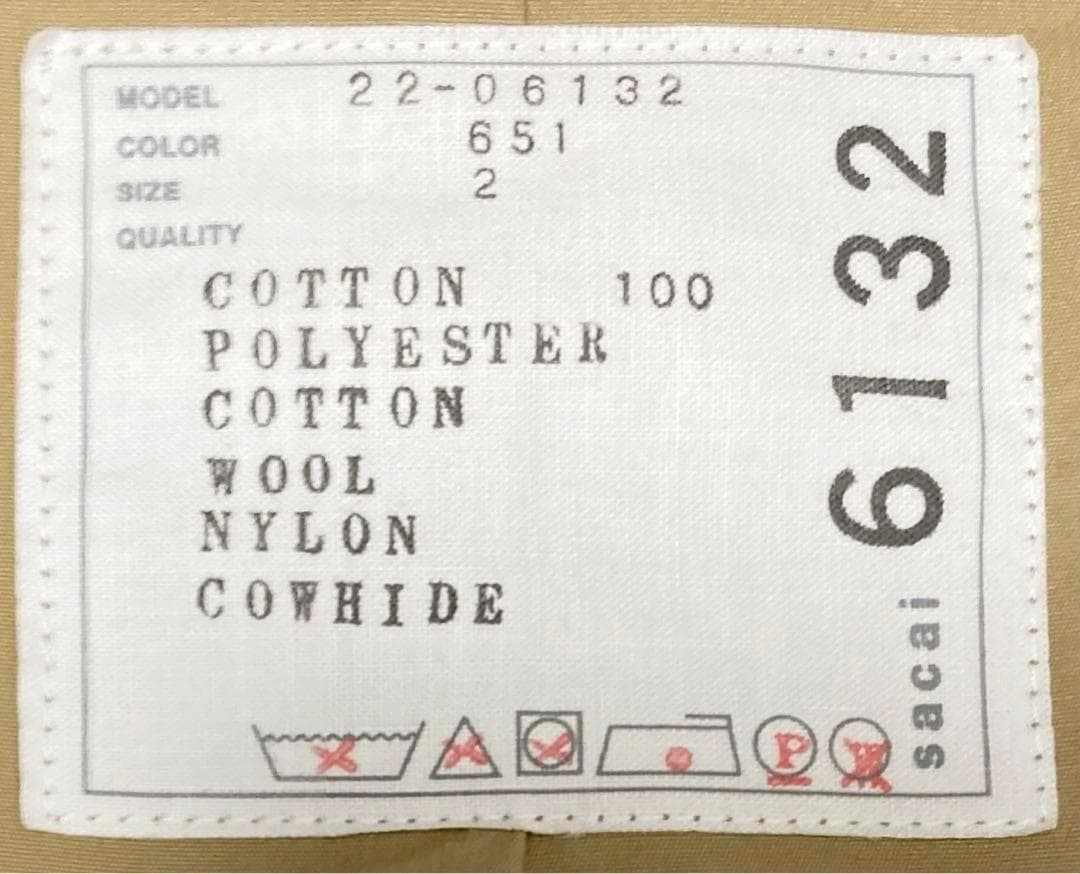 MODEL 22-06132
COLOR 651
SIZE 2
QUALITY
COTTON 100
POLYESTER
COTTON
WOOL
NYLON
COWHIDE
P
W
sacai 6132